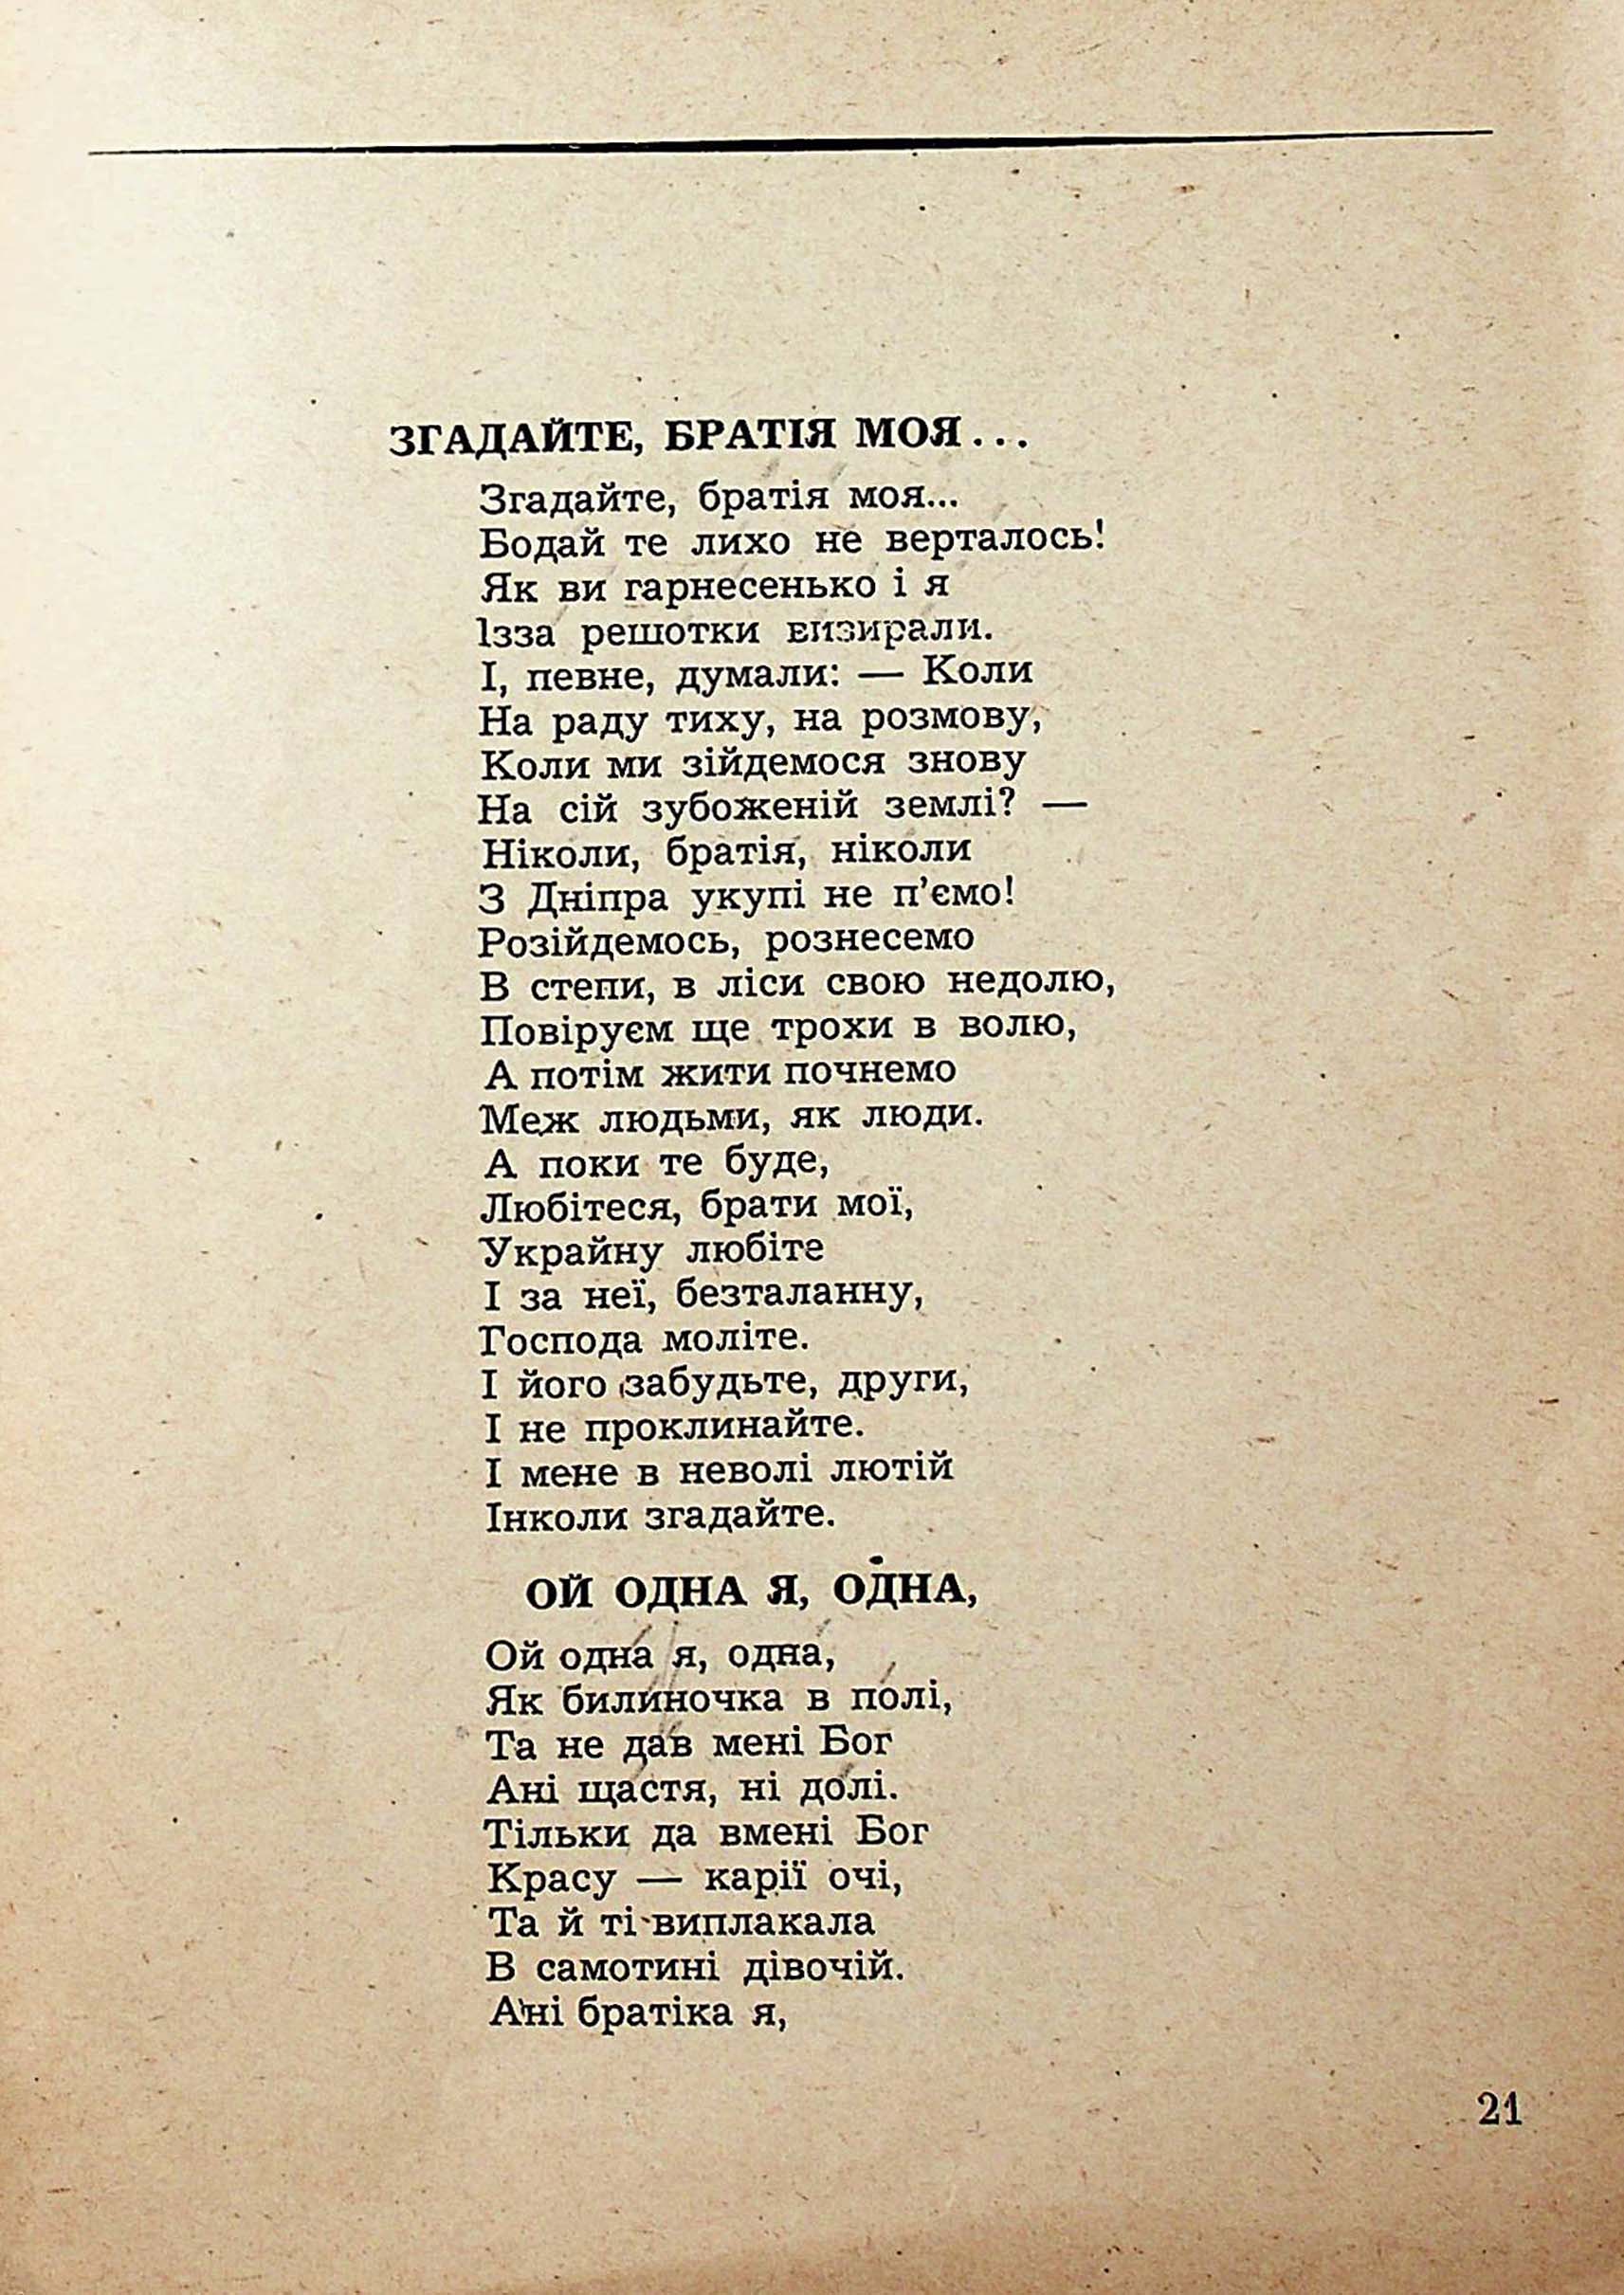 ЗГАДАЙТЕ, БРАТІЯ МОЯ...
Згадайте, братія моя...
Бодай те лихо не верталось!
Як ви гарнесенько і я
Ізза решотки визирали.
І, певне, думали: — Коли
На раду тиху, на розмову,
Коли ми зійдемося знову
На сій зубоженій землі? —
Ніколи, братія, ніколи
З Дніпра укупі не п’ємо!
Розійдемось, рознесемо
В степи, в ліси свою недолю,
Повіруєм ще трохи в волю,
А потім жити почнемо
Меж людьми, як люди.
А поки те буде,
Любітеся, брати мої,
Украйну любіте
І за неї, безталанну,
Господа моліте.
І його забудьте, други,
І не проклинайте.
І мене в неволі лютій
Інколи згадайте.
ОЙ ОДНА Я, ОДНА,
Ой одна я, одна,
Як билиночка в полі,
Та не дав мені Бог
Ані щастя, ні долі.
Тільки да вмені Бог
Красу — карії очі,
Та й ті виплакала
В самотині дівочій.
Ані братіка я,
21